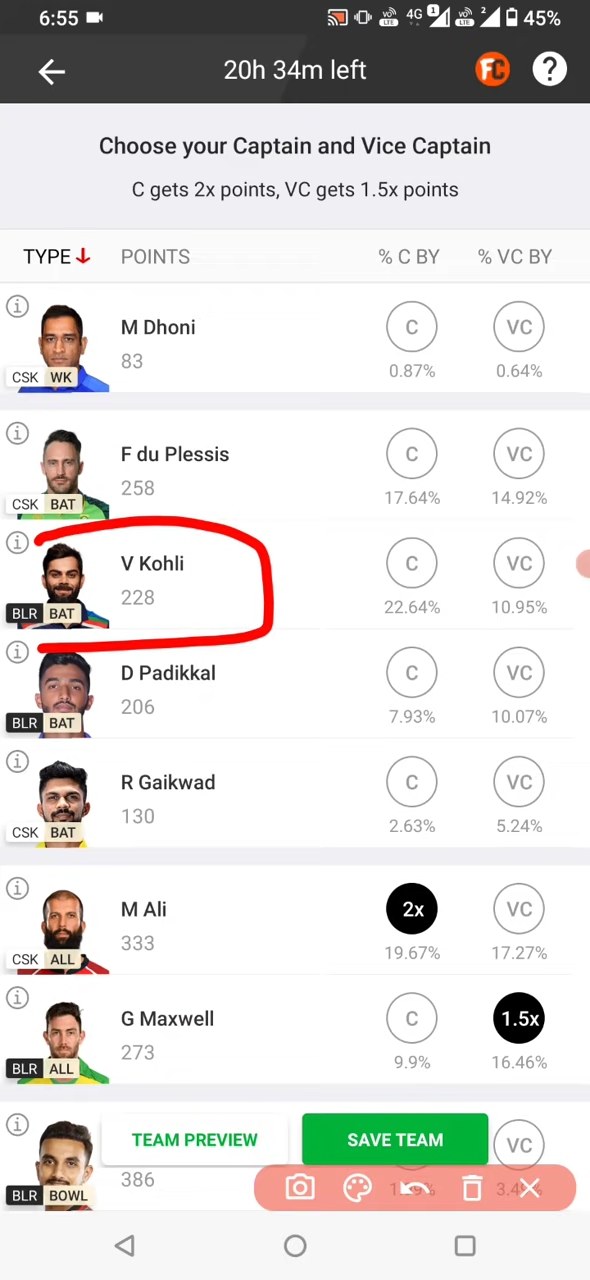 6:55 4G 1 2 45%
20h 34m left FC ?
Choose your Captain and Vice Captain
C gets 2x points, VC gets 1.5x points
TYPE POINTS % C BY % VC BY
M Dhoni C VC
83 0.87% 0.64%
CSK WK
F du Plessis C VC
258 17.64% 14.92%
CSK BAT
V Kohli C VC
228 22.64% 10.95%
BLR BAT
D Padikkal C VC
206 7.93% 10.07%
BLR BAT
R Gaikwad C VC
130 2.63% 5.24%
CSK BAT
M Ali 2x VC
333 19.67% 17.27%
CSK ALL
G Maxwell C 1.5x
273 9.9% 16.46%
BLR ALL
TEAM PREVIEW SAVE TEAM VC
386
BLR BOWL